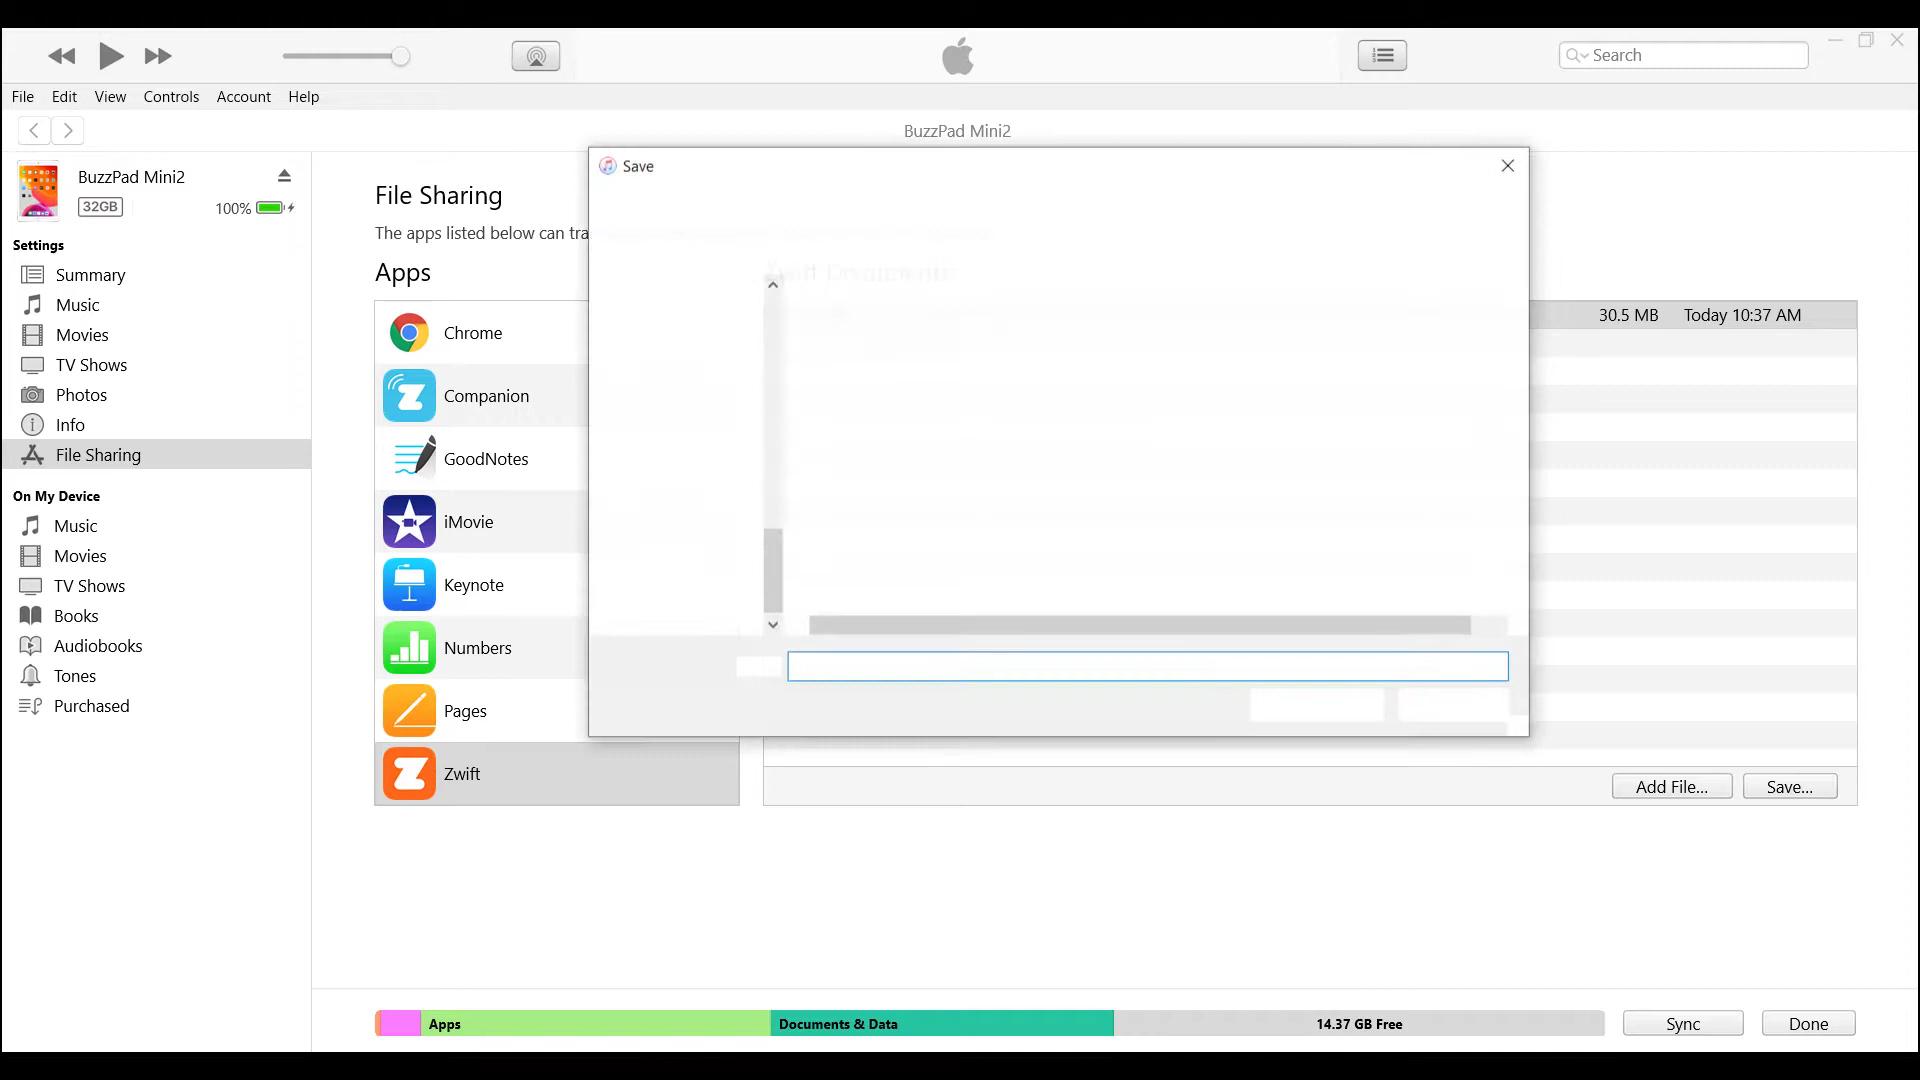 Search
File Edit View Controls Account Help
BuzzPad Mini2
BuzzPad Mini2
32GB
100%
Settings
Summary
Music
Movies
TV Shows
Photos
Info
File Sharing
On My Device
Music
Movies
TV Shows
Books
Audiobooks
Tones
Purchased
File Sharing
The apps listed below can
Apps
Chrome
Companion
GoodNotes
iMovie
Keynote
Numbers
Pages
Zwift
Save
Zwift Documents
30.5 MB Today 10:37 AM
Add File... Save...
Apps Documents & Data 14.37 GB Free
Sync Done